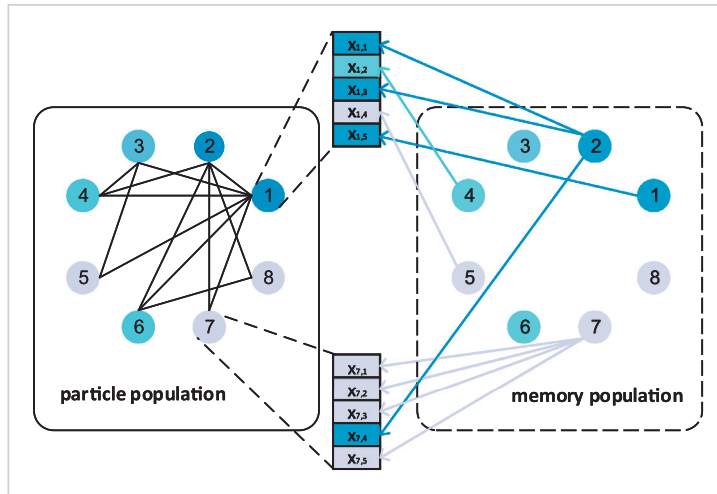 x1,1
x1,2
x1,3
x1,4
x1,5
3
2
4
1
5
8
6
7
particle population
3
2
4
1
5
8
6
7
memory population
x7,1
x7,2
x7,3
x7,4
x7,5